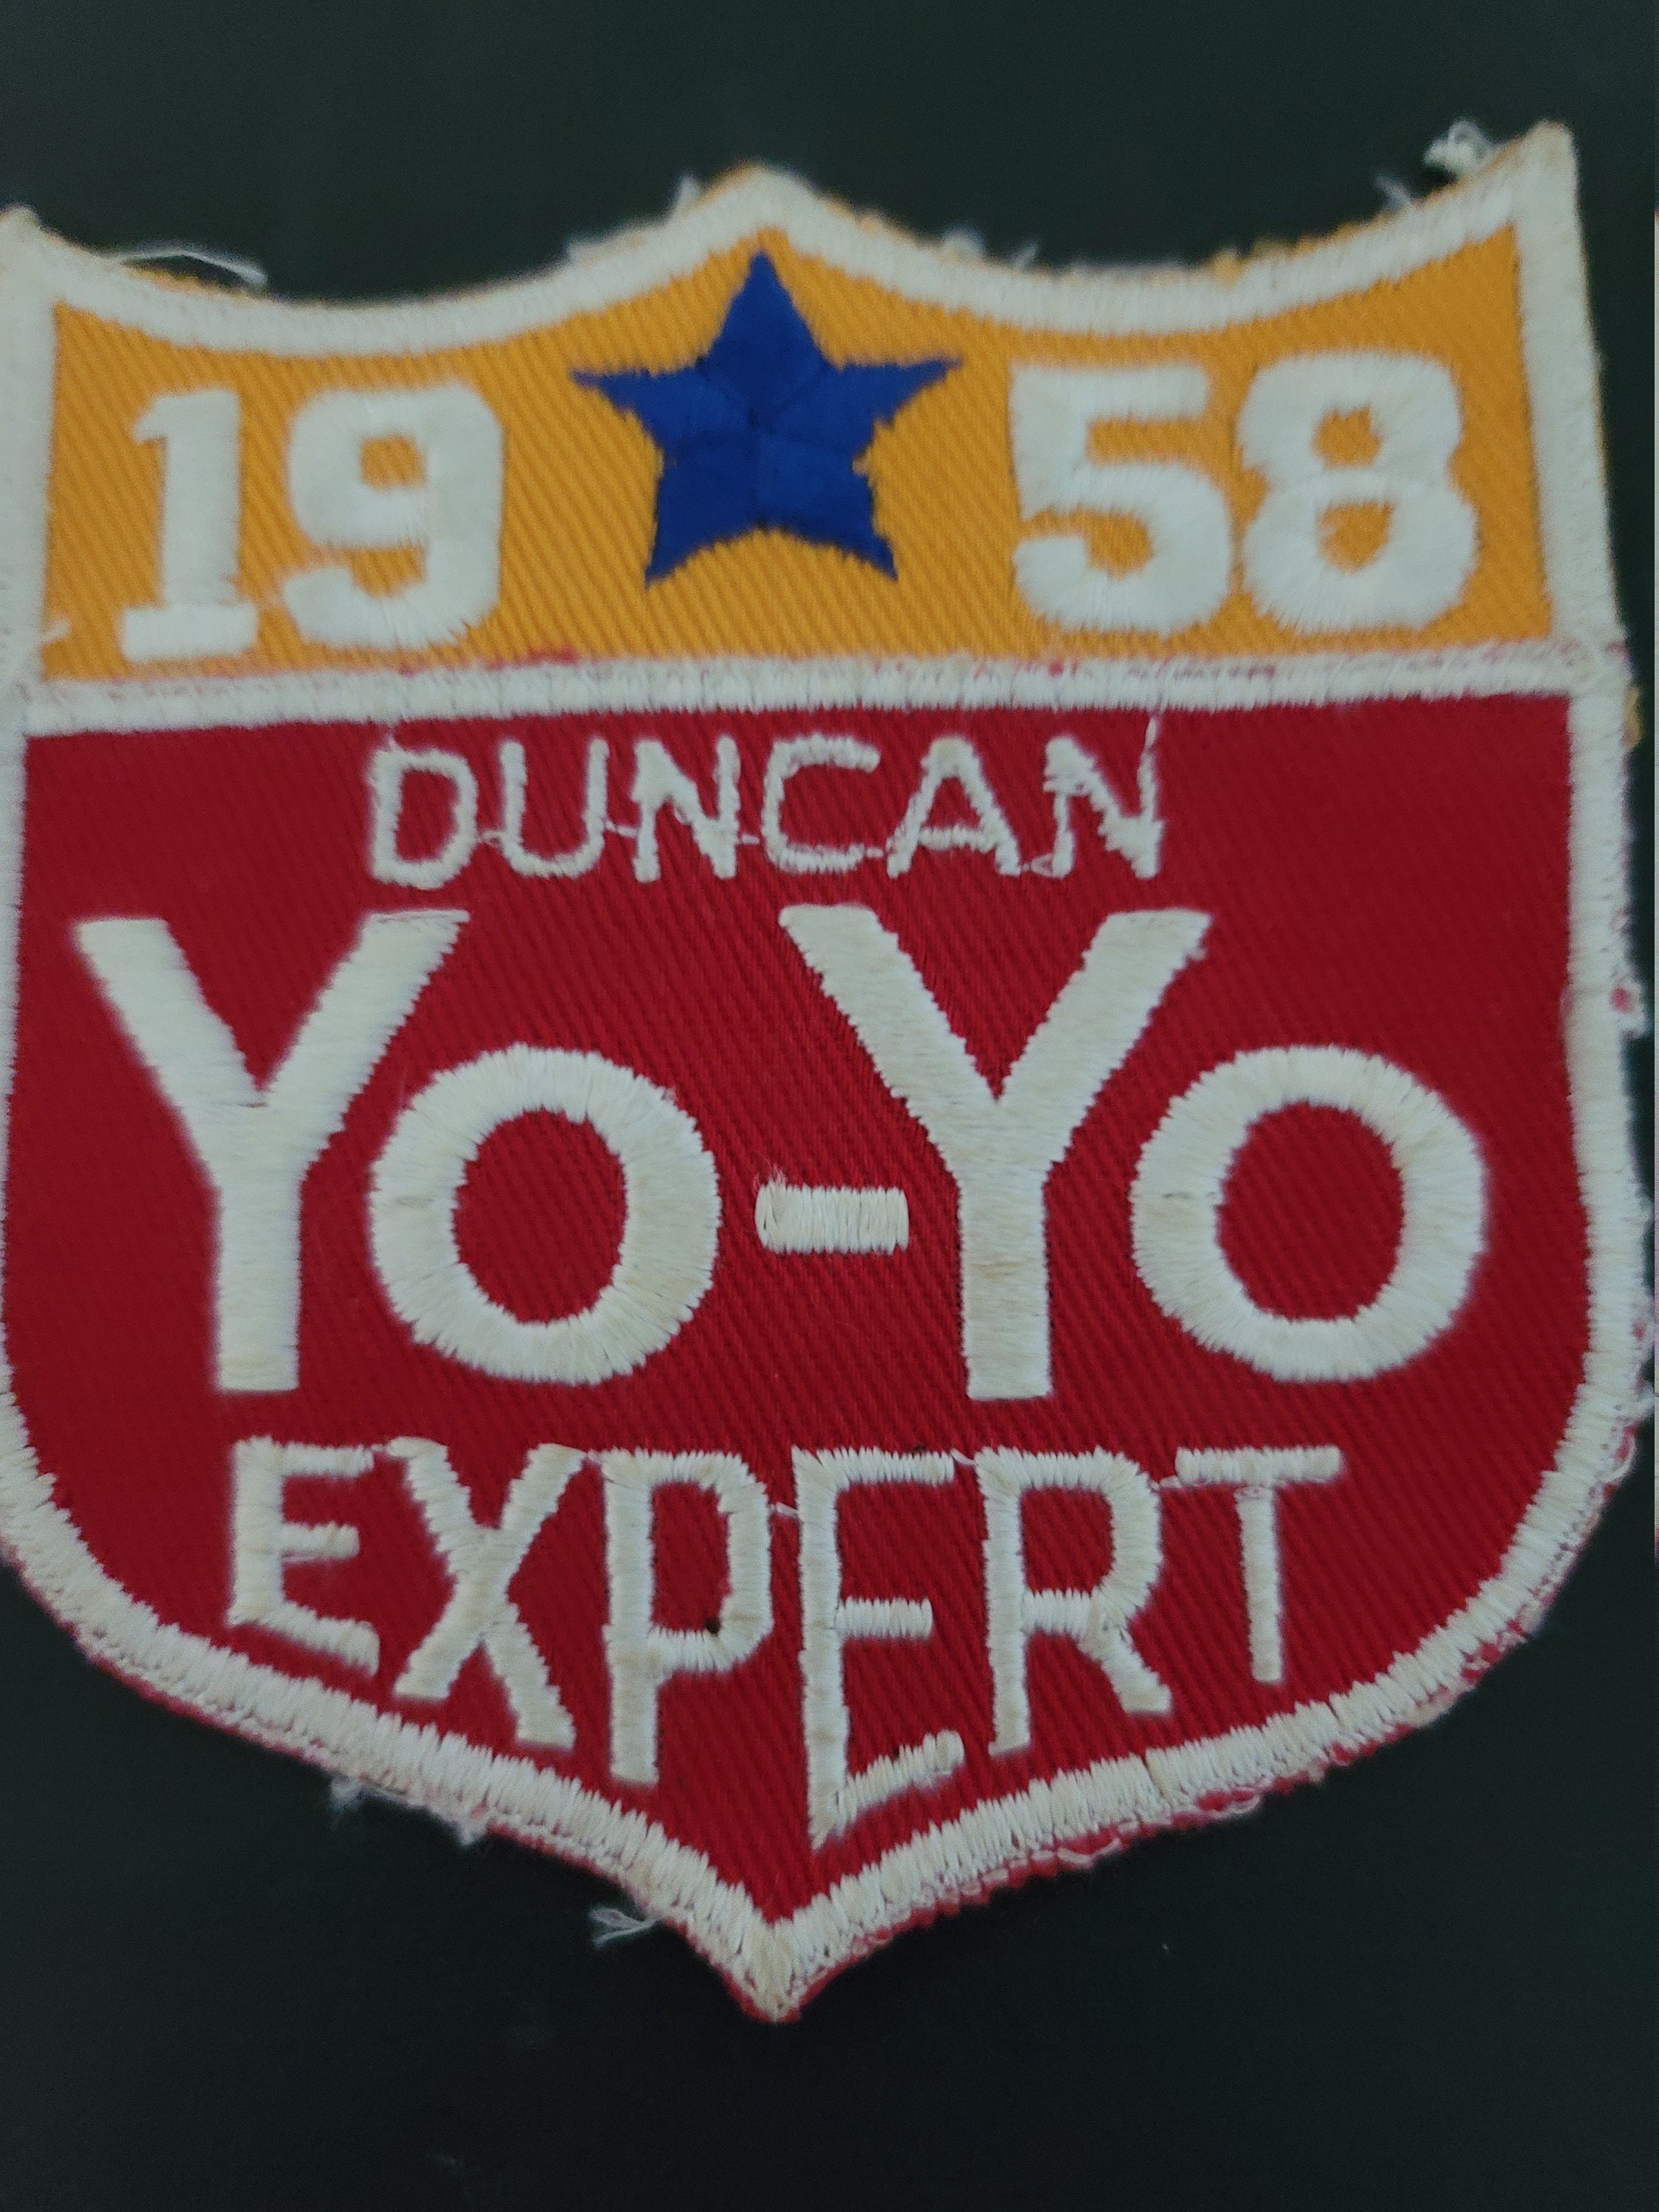 19 58
DUNCAN
Yo-Yo
EXPERT